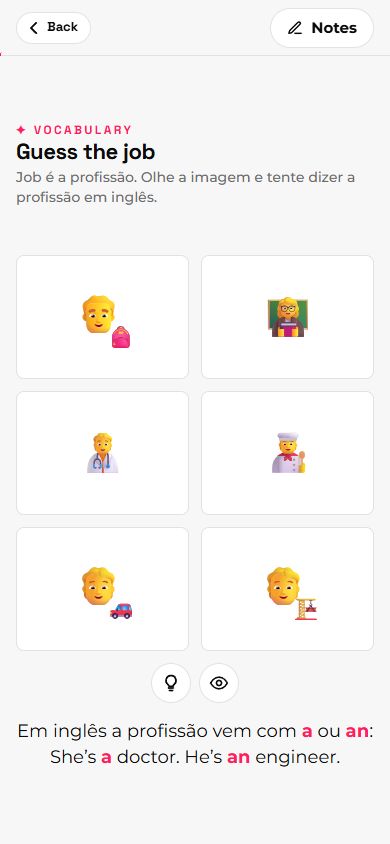 Back
Notes
VOCABULARY
Guess the job
Job é a profissão. Olhe a imagem e tente dizer a
profissão em inglês.
Em inglês a profissão vem com a ou an:
She’s a doctor. He’s an engineer.